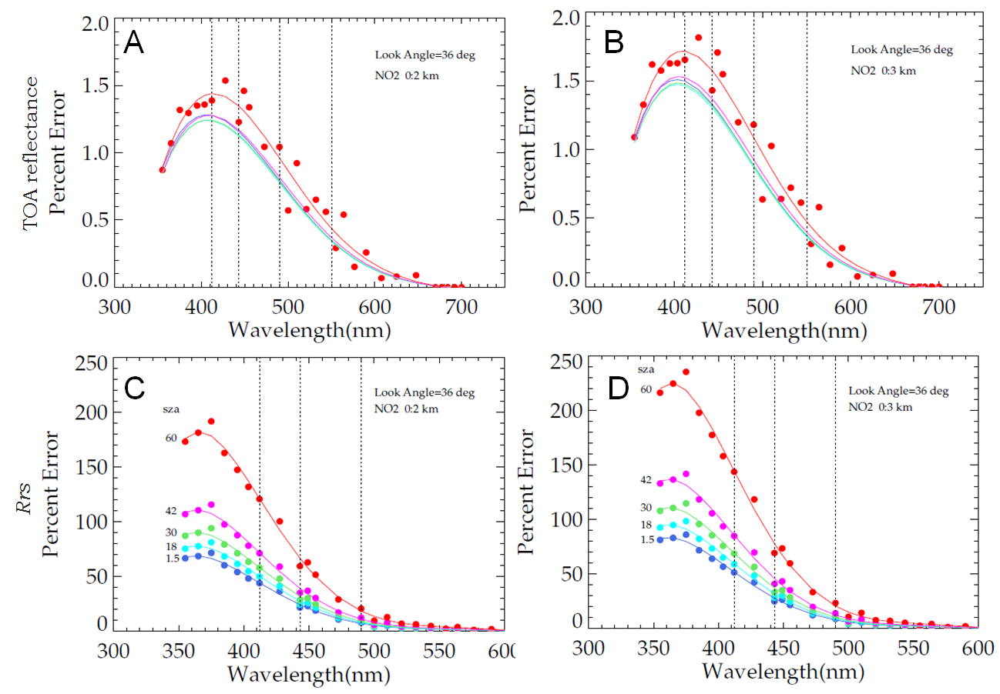 TOA reflectance
Percent Error
2.0
1.5
1.0
0.5
0.0
A
Look Angle=36 deg
NO2 0:2 km
300 400 500 600 700
Wavelength(nm)
Percent Error
2.0
1.5
1.0
0.5
0.0
B
Look Angle=36 deg
NO2 0:3 km
300 400 500 600 700
Wavelength(nm)
Rrs
Percent Error
250
200
150
100
50
0
C
Look Angle=36 deg
NO2 0:2 km
sza
60
42
30
18
1.5
300 350 400 450 500 550 600
Wavelength(nm)
Percent Error
250
200
150
100
50
0
sza
D
Look Angle=36 deg
NO2 0:3 km
60
42
30
18
1.5
300 350 400 450 500 550 600
Wavelength(nm)